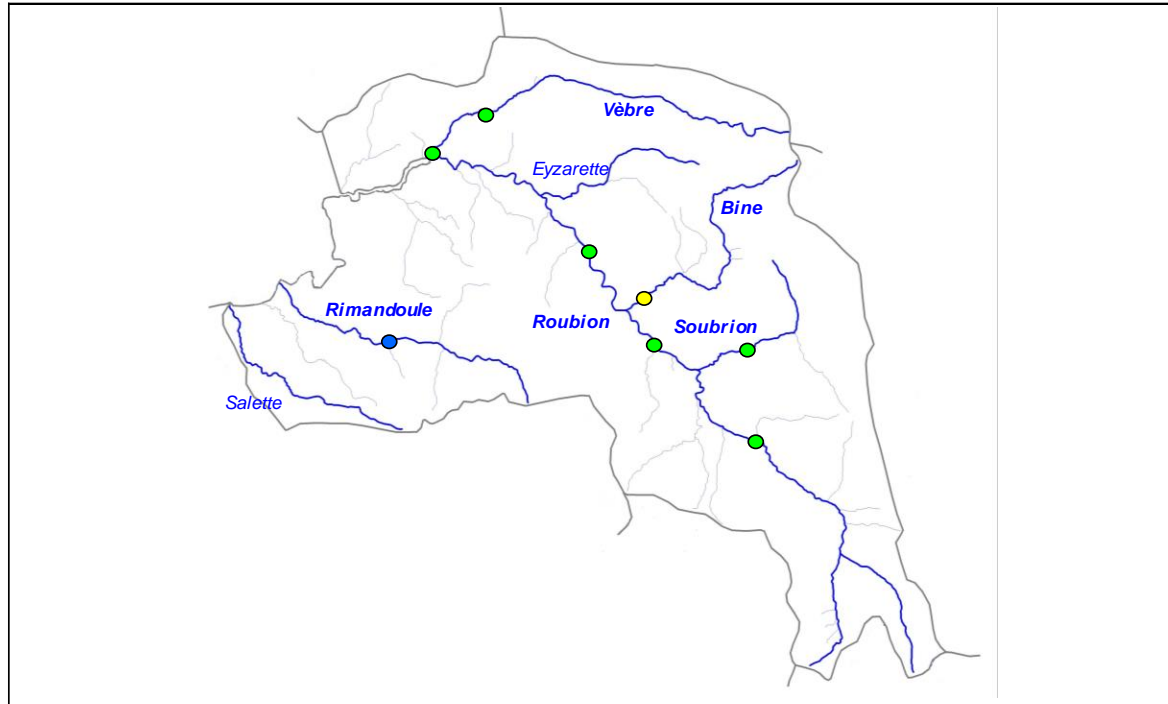 Vèbre
Eyzarette
Bine
Rimandoule
Roubion
Soubrion
Salette